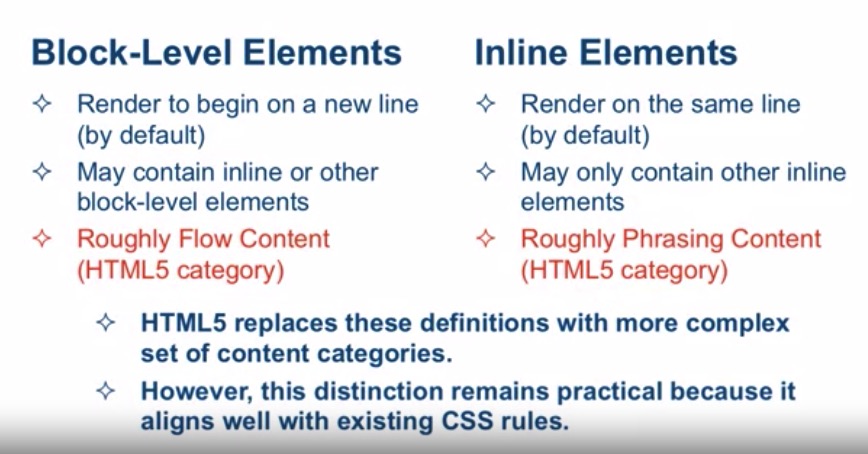 Block-Level Elements
✧ Render to begin on a new line
(by default)
✧ May contain inline or other
block-level elements
✧ Roughly Flow Content
(HTML5 category)
Inline Elements
✧ Render on the same line
(by default)
✧ May only contain other inline
elements
✧ Roughly Phrasing Content
(HTML5 category)
✧ HTML5 replaces these definitions with more complex
set of content categories.
✧ However, this distinction remains practical because it
aligns well with existing CSS rules.